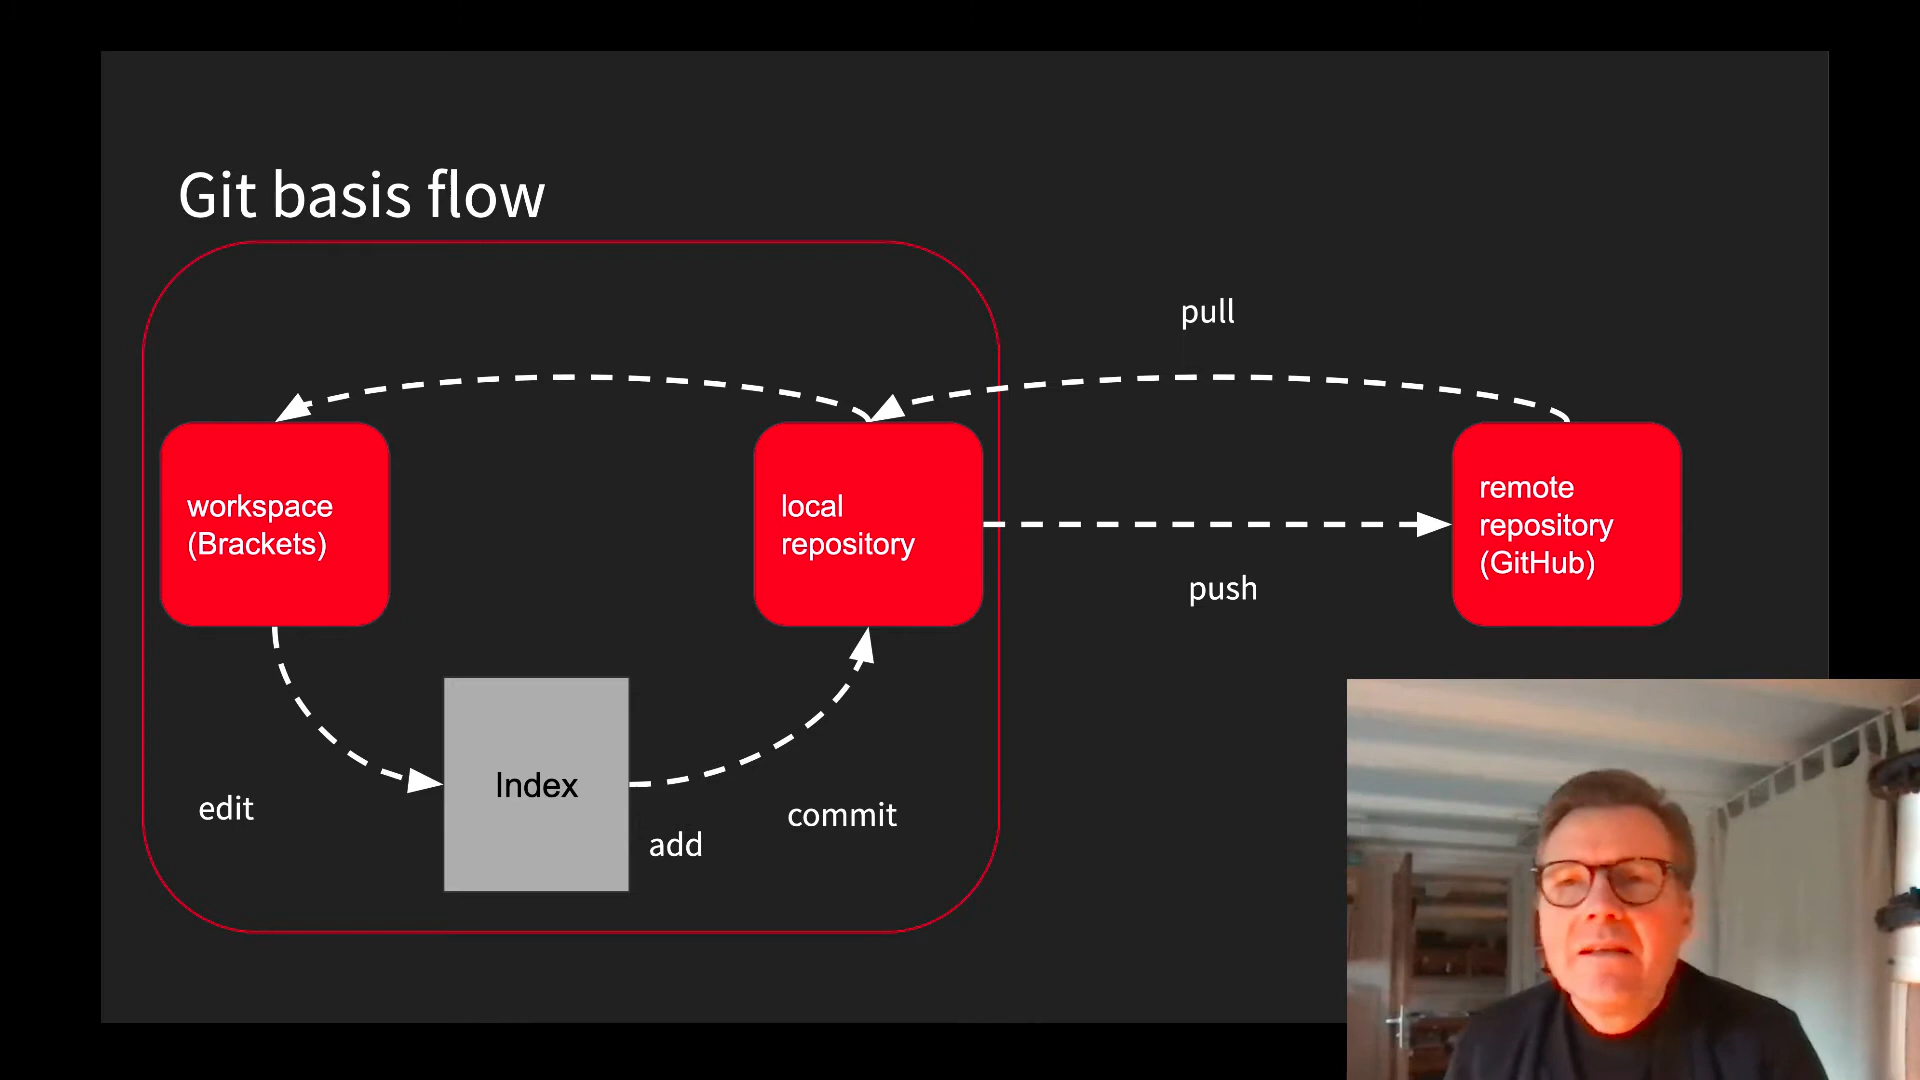 Git basis flow
pull
workspace
(Brackets)
local
repository
remote
repository
(GitHub)
push
edit
Index
add
commit